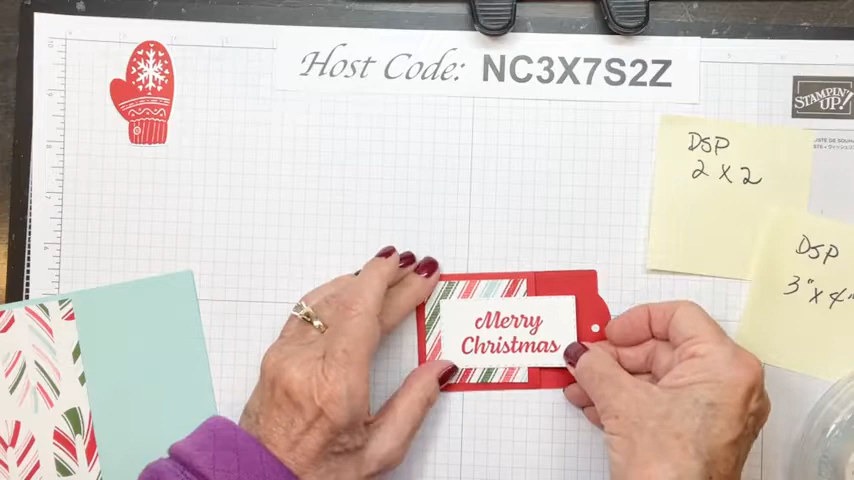 Host Code: NC3X7S2Z
STAMPIN' UP!
DSP
2 X 2
DSP
3" X 4"
Merry
Christmas